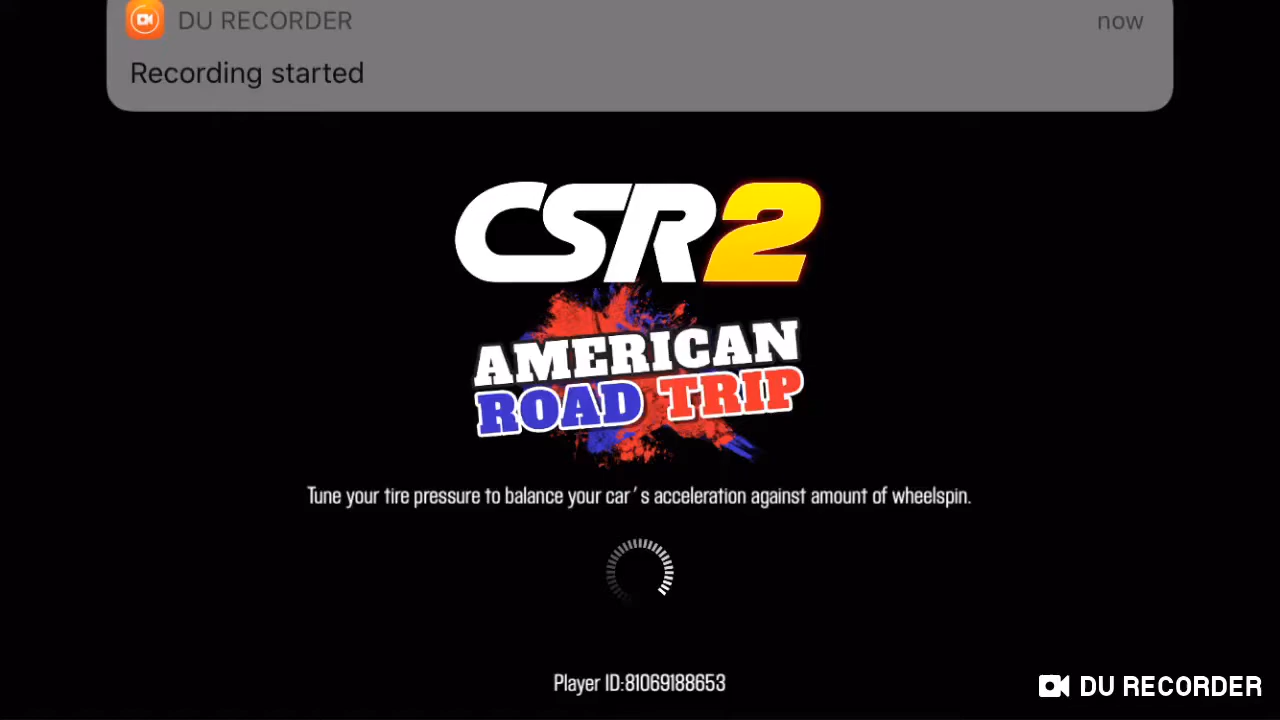 DU RECORDER now
Recording started
CSR2
AMERICAN
ROAD TRIP
Tune your tire pressure to balance your car's acceleration against amount of wheelspin.
Player ID:81069188653
DU RECORDER